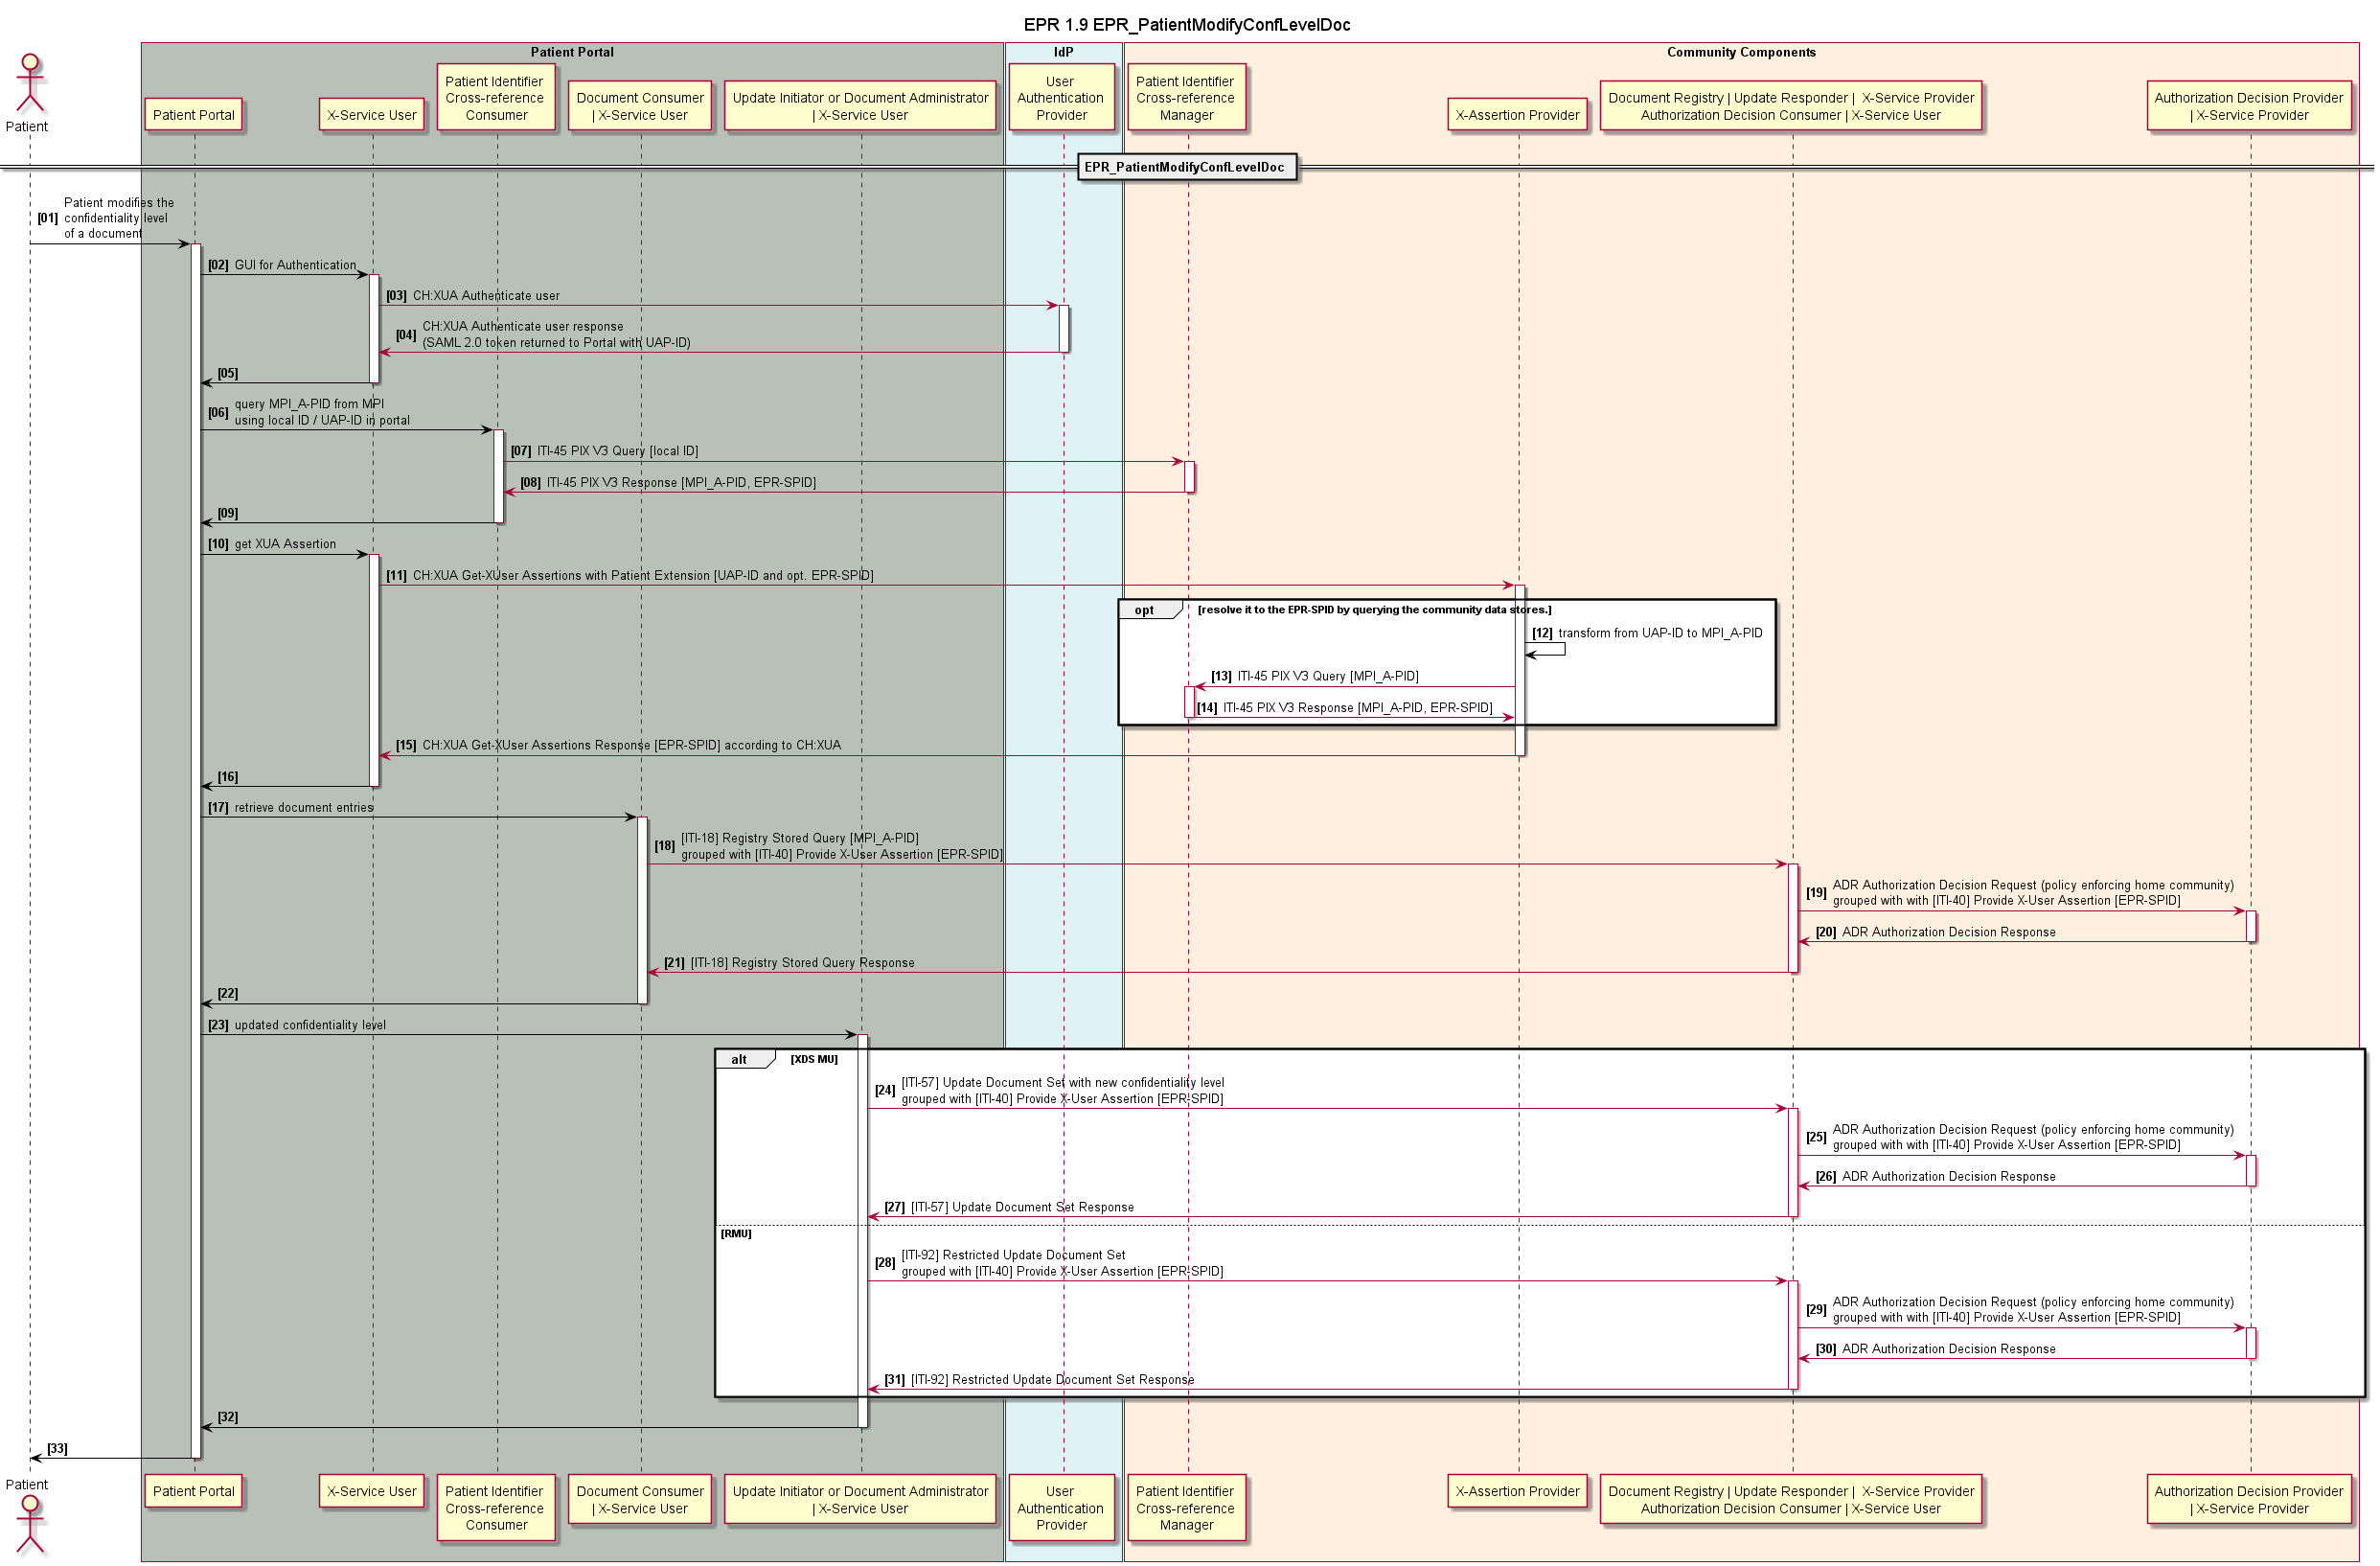 EPR 1.9 EPR_PatientModifyConfLevelDoc
Patient Portal
IdP
Community Components
Patient
Patient Portal
X-Service User
Patient Identifier
Cross-reference
Consumer
Document Consumer
| X-Service User
Update Initiator or Document Administrator
| X-Service User
User
Authentication
Provider
Patient Identifier
Cross-reference
Manager
X-Assertion Provider
Document Registry | Update Responder | X-Service Provider
Authorization Decision Consumer | X-Service User
Authorization Decision Provider
| X-Service Provider
EPR_PatientModifyConfLevelDoc
[01] Patient modifies the
confidentiality level
of a document
[02] GUI for Authentication
[03] CH:XUA Authenticate user
[04] CH:XUA Authenticate user response
(SAML 2.0 token returned to Portal with UAP-ID)
[05]
[06] query MPI_A-PID from MPI
using local ID / UAP-ID in portal
[07] ITI-45 PIX V3 Query [local ID]
[08] ITI-45 PIX V3 Response [MPI_A-PID, EPR-SPID]
[09]
[10] get XUA Assertion
[11] CH:XUA Get-XUser Assertions with Patient Extension [UAP-ID and opt. EPR-SPID]
opt [resolve it to the EPR-SPID by querying the community data stores.]
[12] transform from UAP-ID to MPI_A-PID
[13] ITI-45 PIX V3 Query [MPI_A-PID]
[14] ITI-45 PIX V3 Response [MPI_A-PID, EPR-SPID]
[15] CH:XUA Get-XUser Assertions Response [EPR-SPID] according to CH:XUA
[16]
[17] retrieve document entries
[18] [ITI-18] Registry Stored Query [MPI_A-PID]
grouped with [ITI-40] Provide X-User Assertion [EPR-SPID]
[19] ADR Authorization Decision Request (policy enforcing home community)
grouped with with [ITI-40] Provide X-User Assertion [EPR-SPID]
[20] ADR Authorization Decision Response
[21] [ITI-18] Registry Stored Query Response
[22]
[23] updated confidentiality level
alt [XDS MU]
[24] [ITI-57] Update Document Set with new confidentiality level
grouped with [ITI-40] Provide X-User Assertion [EPR-SPID]
[25] ADR Authorization Decision Request (policy enforcing home community)
grouped with with [ITI-40] Provide X-User Assertion [EPR-SPID]
[26] ADR Authorization Decision Response
[27] [ITI-57] Update Document Set Response
[RMU]
[28] [ITI-92] Restricted Update Document Set
grouped with [ITI-40] Provide X-User Assertion [EPR-SPID]
[29] ADR Authorization Decision Request (policy enforcing home community)
grouped with with [ITI-40] Provide X-User Assertion [EPR-SPID]
[30] ADR Authorization Decision Response
[31] [ITI-92] Restricted Update Document Set Response
[32]
[33]
Patient
Patient Portal
X-Service User
Patient Identifier
Cross-reference
Consumer
Document Consumer
| X-Service User
Update Initiator or Document Administrator
| X-Service User
User
Authentication
Provider
Patient Identifier
Cross-reference
Manager
X-Assertion Provider
Document Registry | Update Responder | X-Service Provider
Authorization Decision Consumer | X-Service User
Authorization Decision Provider
| X-Service Provider